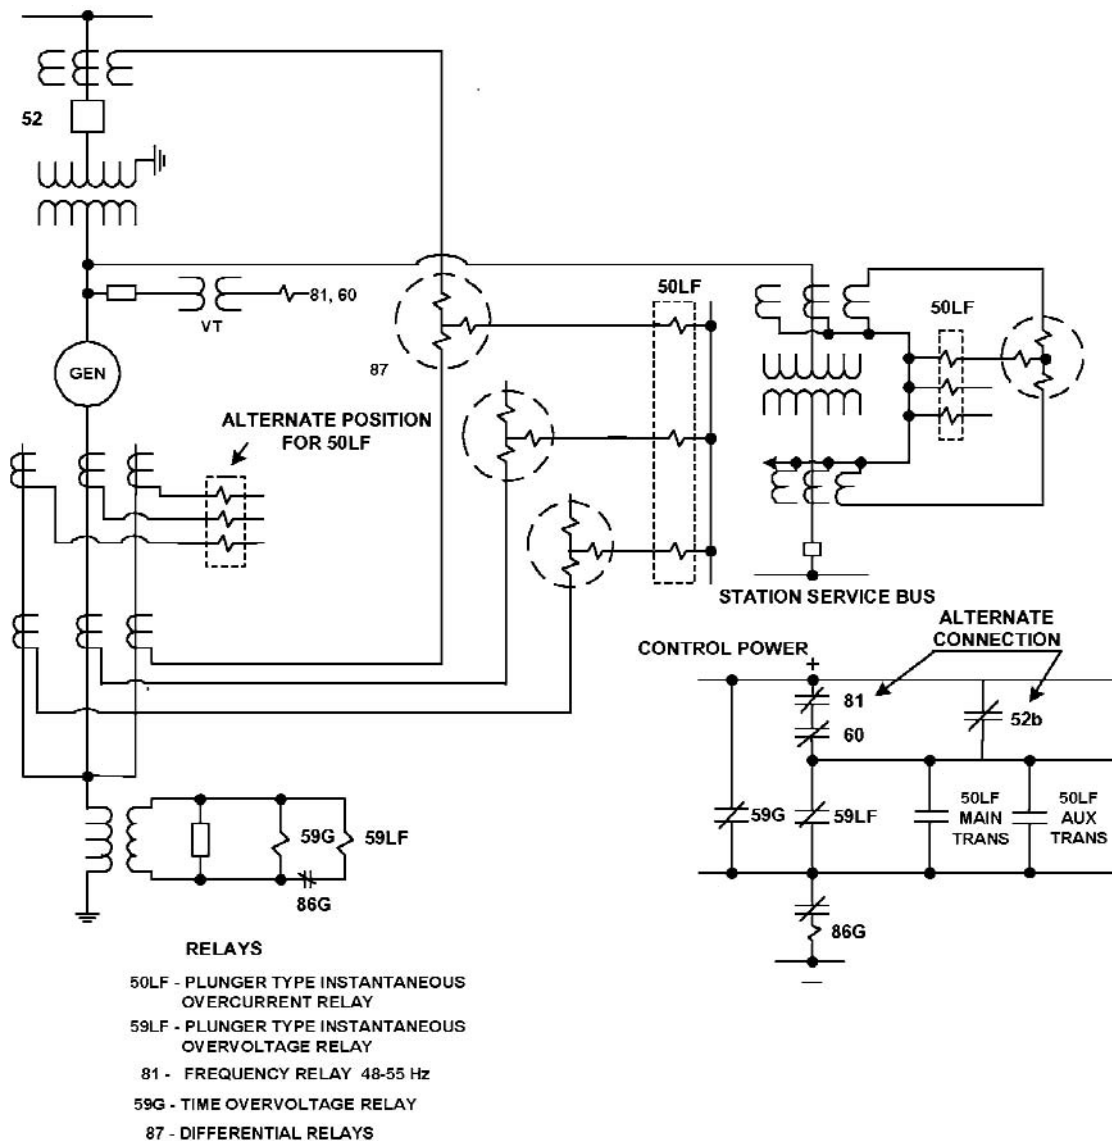 52
81, 60
VT
87
50LF
50LF
GEN
ALTERNATE POSITION
FOR 50LF
STATION SERVICE BUS
ALTERNATE
CONNECTION
CONTROL POWER
+
81
52b
60
59G
59LF
50LF
MAIN
TRANS
50LF
AUX
TRANS
86G
—
59G
59LF
86G
RELAYS
50LF - PLUNGER TYPE INSTANTANEOUS
OVERCURRENT RELAY
59LF - PLUNGER TYPE INSTANTANEOUS
OVERVOLTAGE RELAY
81 - FREQUENCY RELAY 48-55 Hz
59G - TIME OVERVOLTAGE RELAY
87 - DIFFERENTIAL RELAYS